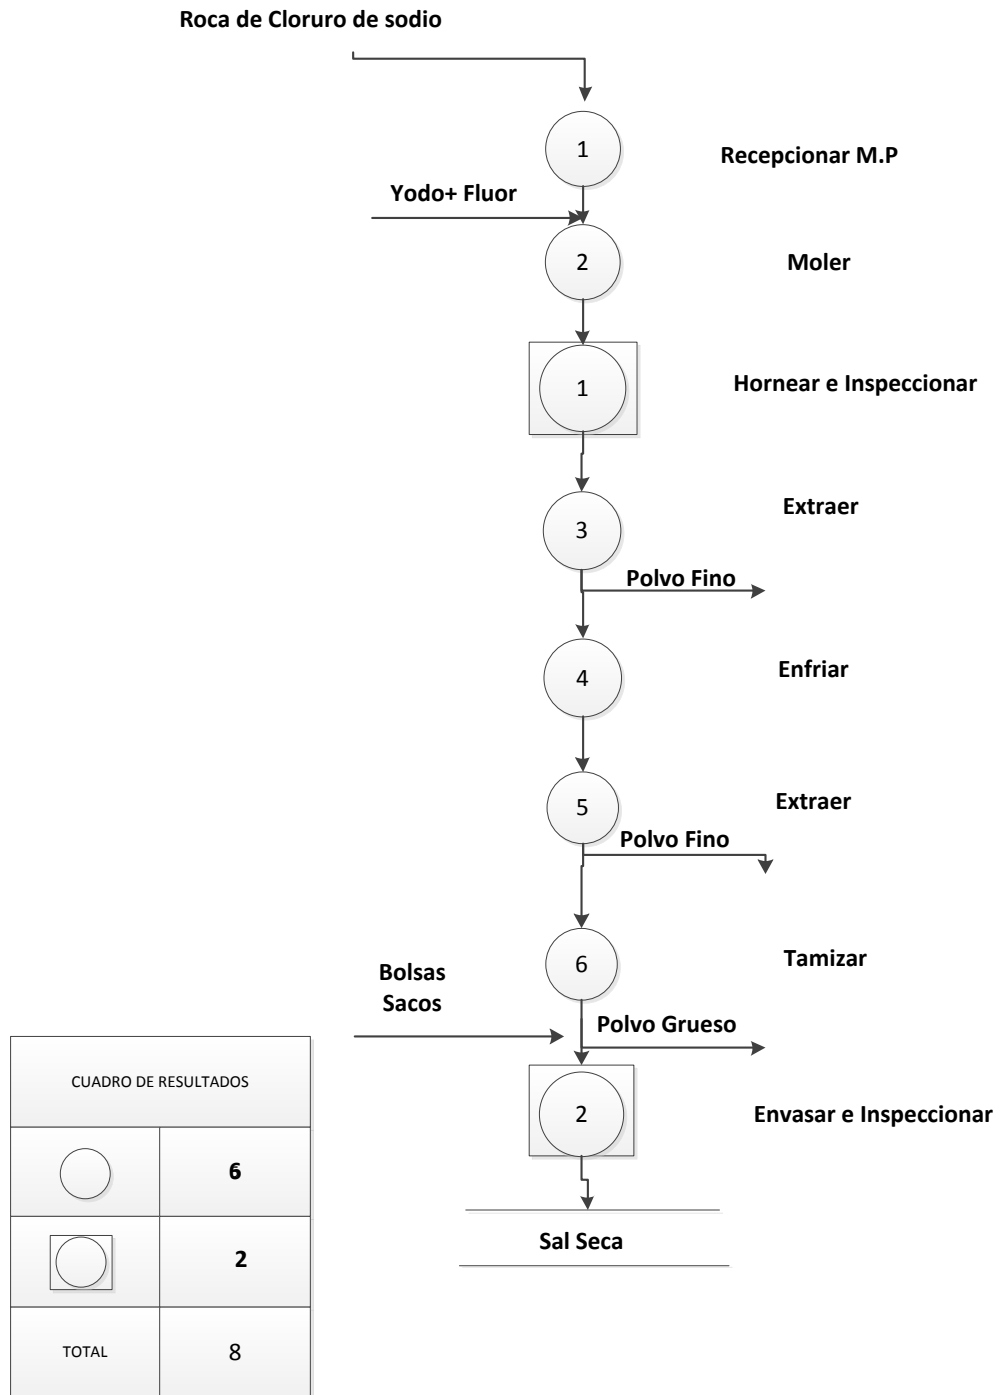 Roca de Cloruro de sodio
1
Recepcionar M.P
Yodo+ Fluor
2
Moler
1
Hornear e Inspeccionar
3
Extraer
Polvo Fino
4
Enfriar
5
Extraer
Polvo Fino
6
Tamizar
Bolsas
Sacos
Polvo Grueso
2
Envasar e Inspeccionar
Sal Seca
CUADRO DE RESULTADOS
6
2
TOTAL
8